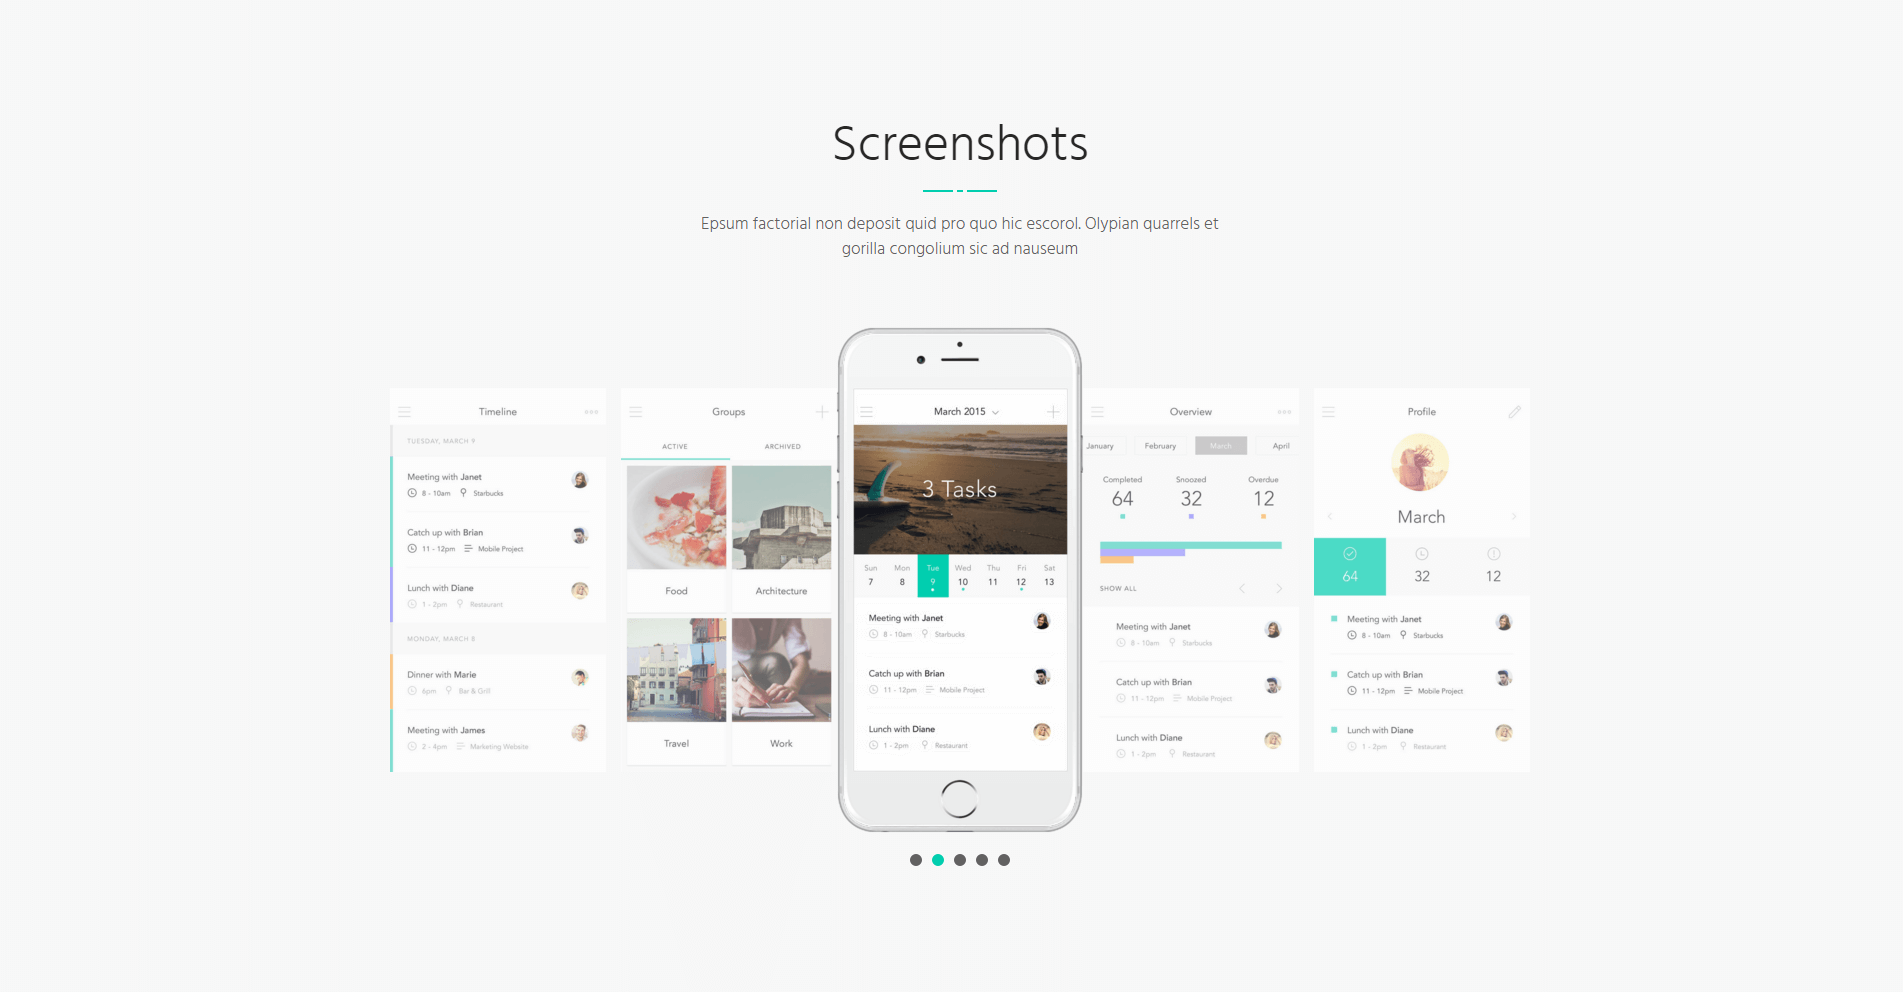 Screenshots
Epsum factorial non deposit quid pro quo hic escorol. Olypian quarrels et
gorilla congolium sic ad nauseum
Timeline
TUESDAY, MARCH 9
Meeting with Janet
8 - 10am Starbucks
Catch up with Brian
11 - 12pm Mobile Project
Lunch with Diane
1 - 2pm Restaurant
MONDAY, MARCH 8
Dinner with Marie
6pm Bar & Grill
Meeting with James
2 - 4pm Marketing Website
Groups
ACTIVE ARCHIVED
Food Architecture
Travel Work
March 2015
3 Tasks
Sun Mon Tue Wed Thu Fri Sat
7 8 9 10 11 12 13
Meeting with Janet
8 - 10am Starbucks
Catch up with Brian
11 - 12pm Mobile Project
Lunch with Diane
1 - 2pm Restaurant
Overview
January February March April
Completed Snoozed Overdue
64 32 12
SHOW ALL
Meeting with Janet
8 - 10am Starbucks
Catch up with Brian
11 - 12pm Mobile Project
Lunch with Diane
1 - 2pm Restaurant
Profile
March
64 32 12
Meeting with Janet
8 - 10am Starbucks
Catch up with Brian
11 - 12pm Mobile Project
Lunch with Diane
1 - 2pm Restaurant